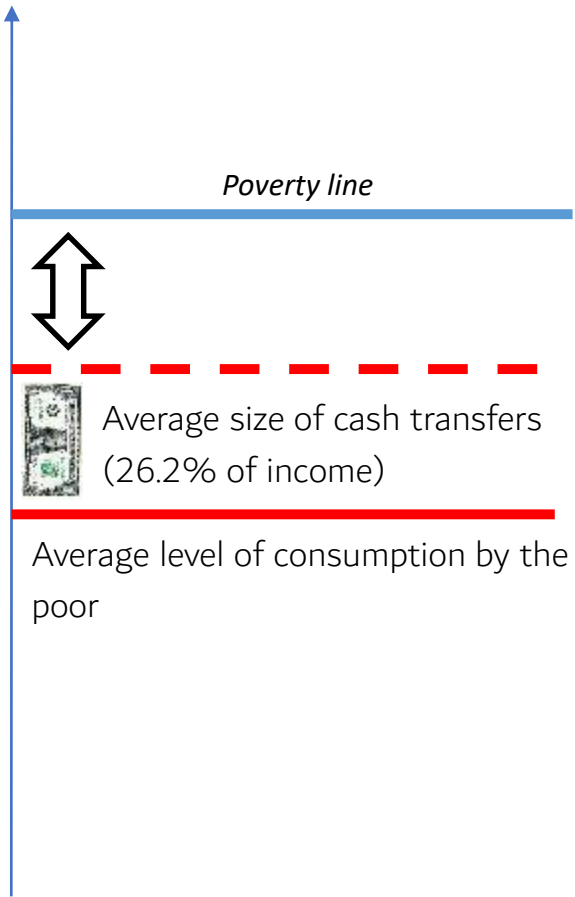 Poverty line
Average size of cash transfers
(26.2% of income)
Average level of consumption by the
poor